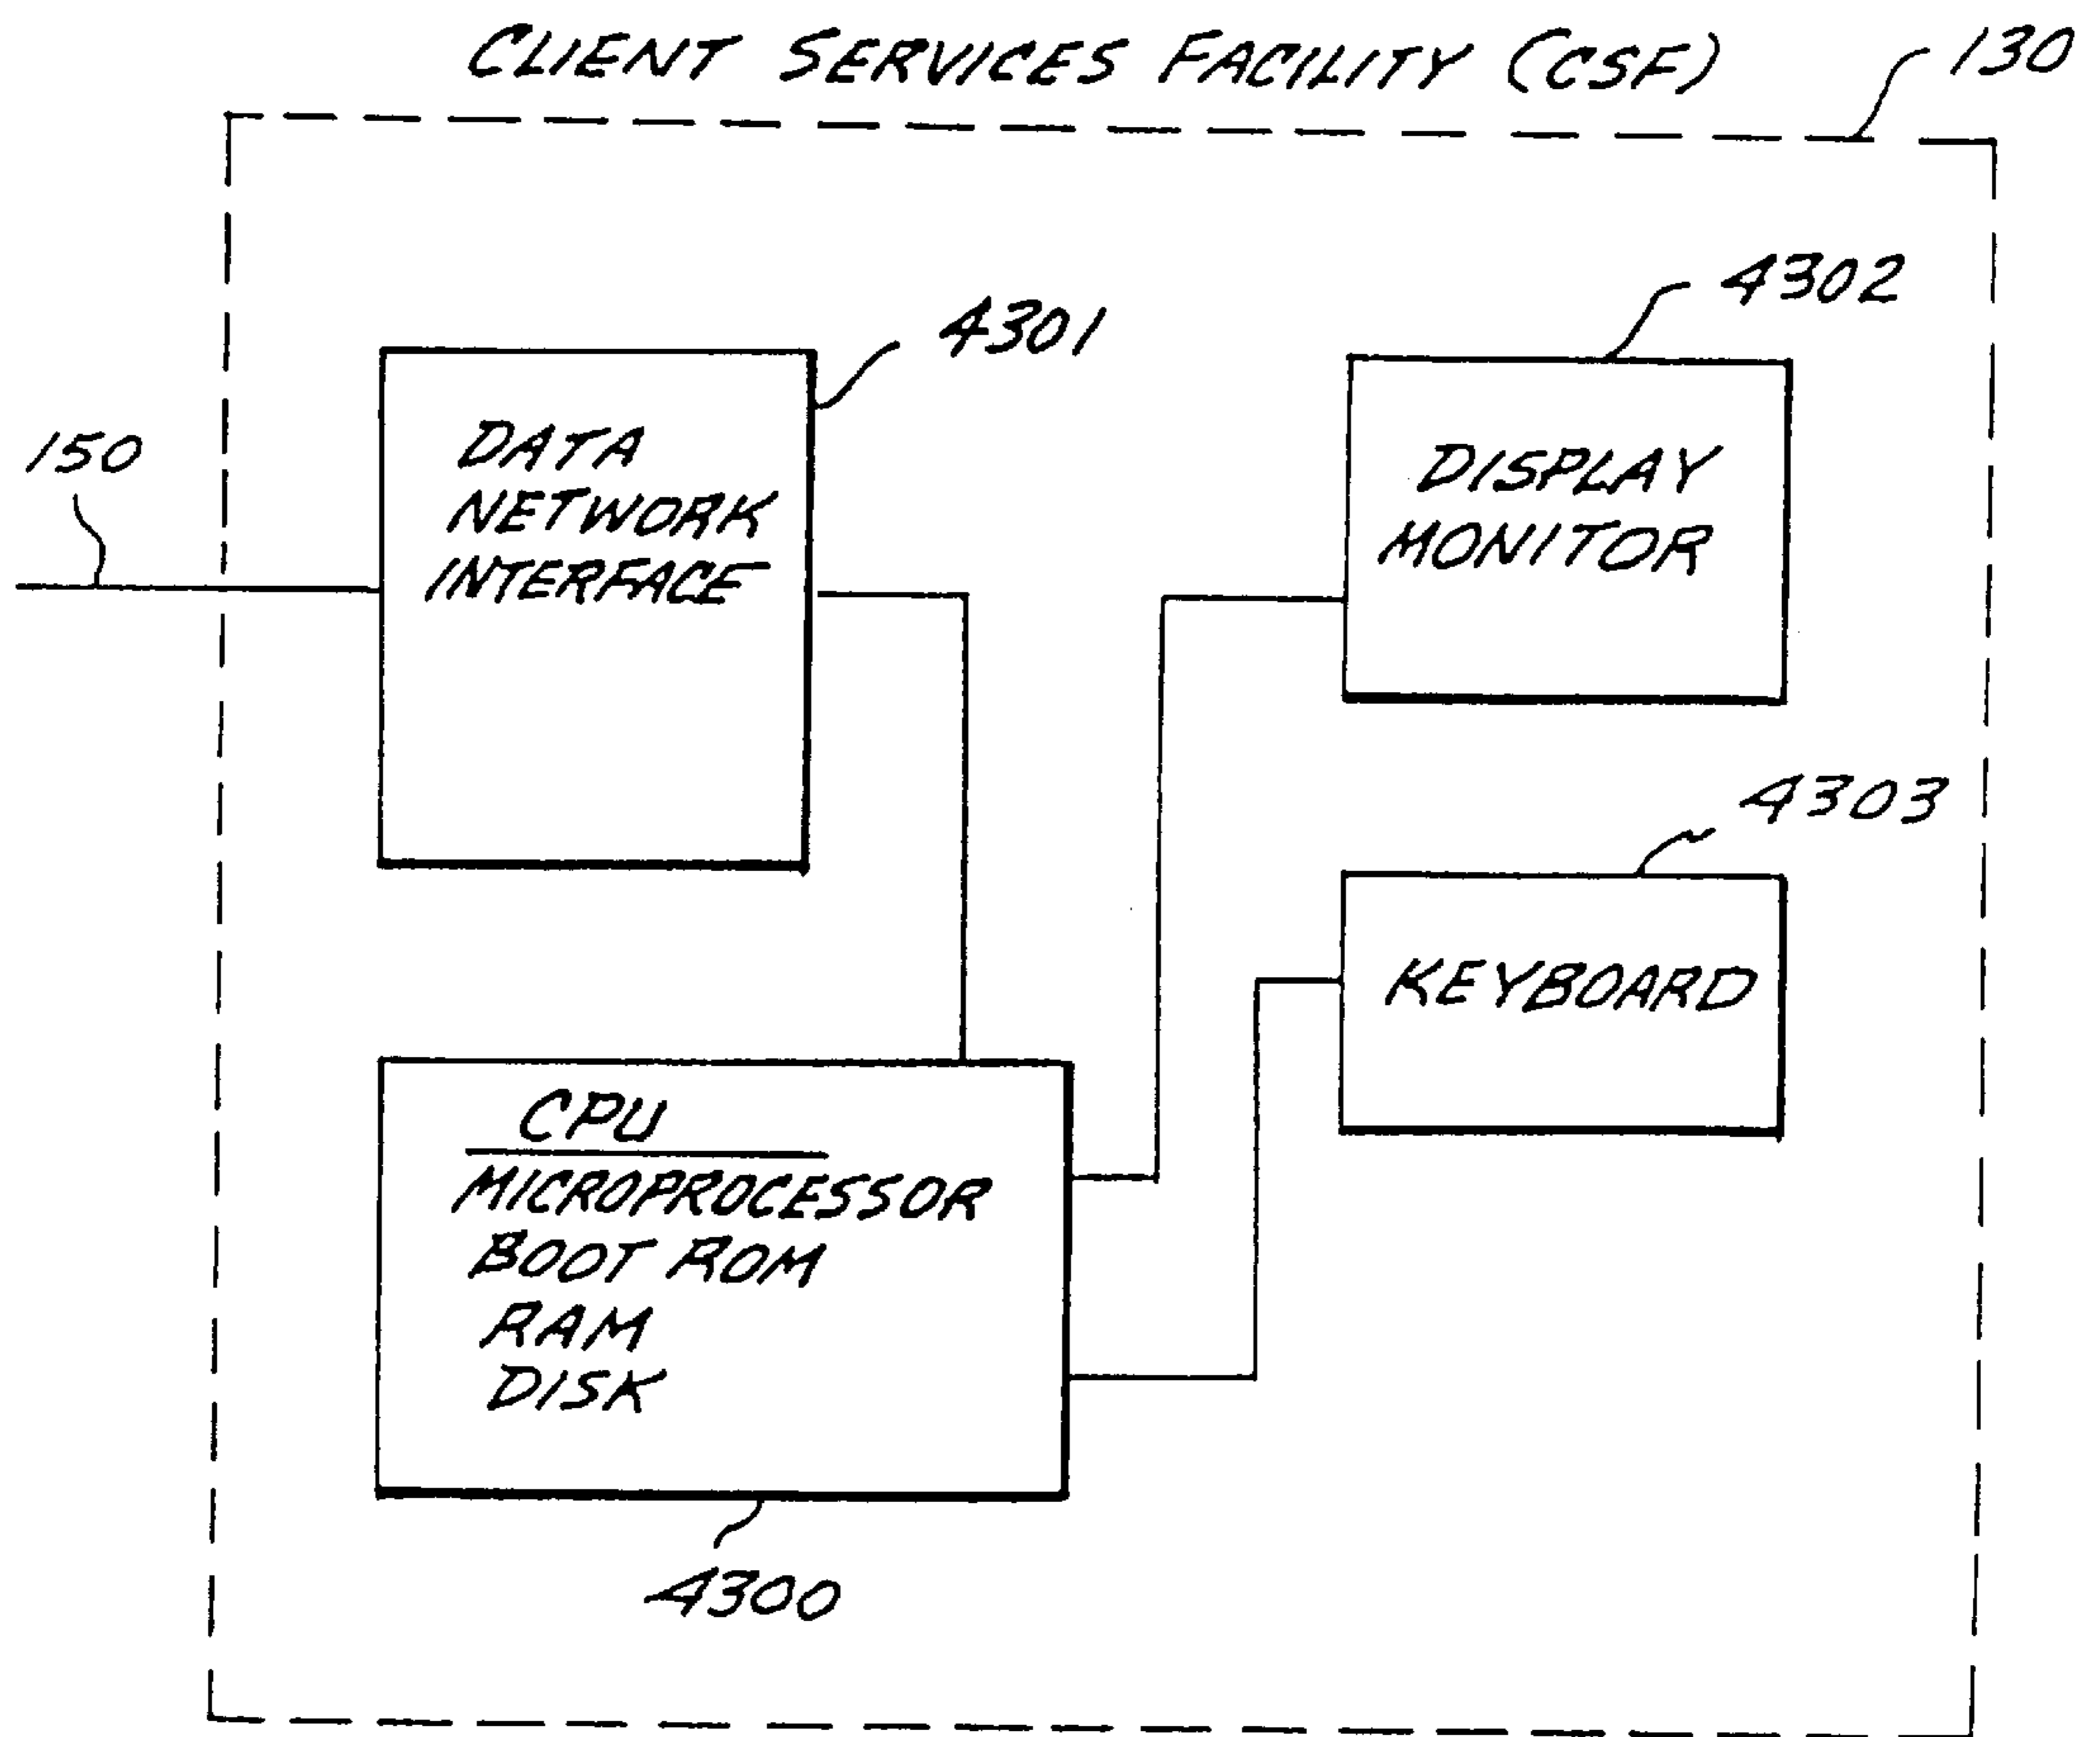 CLIENT SERVICES FACILITY (CSF)
130
4301
4302
150
DATA
NETWORK
INTERFACE
DISPLAY
MONITOR
4303
KEYBOARD
CPU
MICROPROCESSOR
BOOT ROM
RAM
DISK
4300